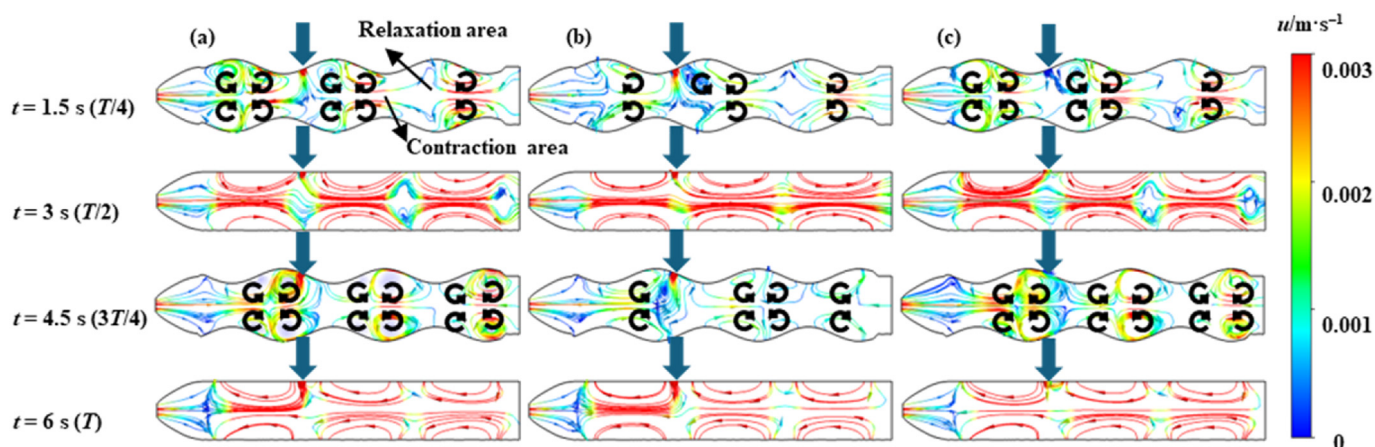 (a) Relaxation area (b) (c) u/m·s⁻¹
0.003
t = 1.5 s (T/4)
Contraction area
0.002
t = 3 s (T/2)
t = 4.5 s (3T/4)
0.001
t = 6 s (T)
0